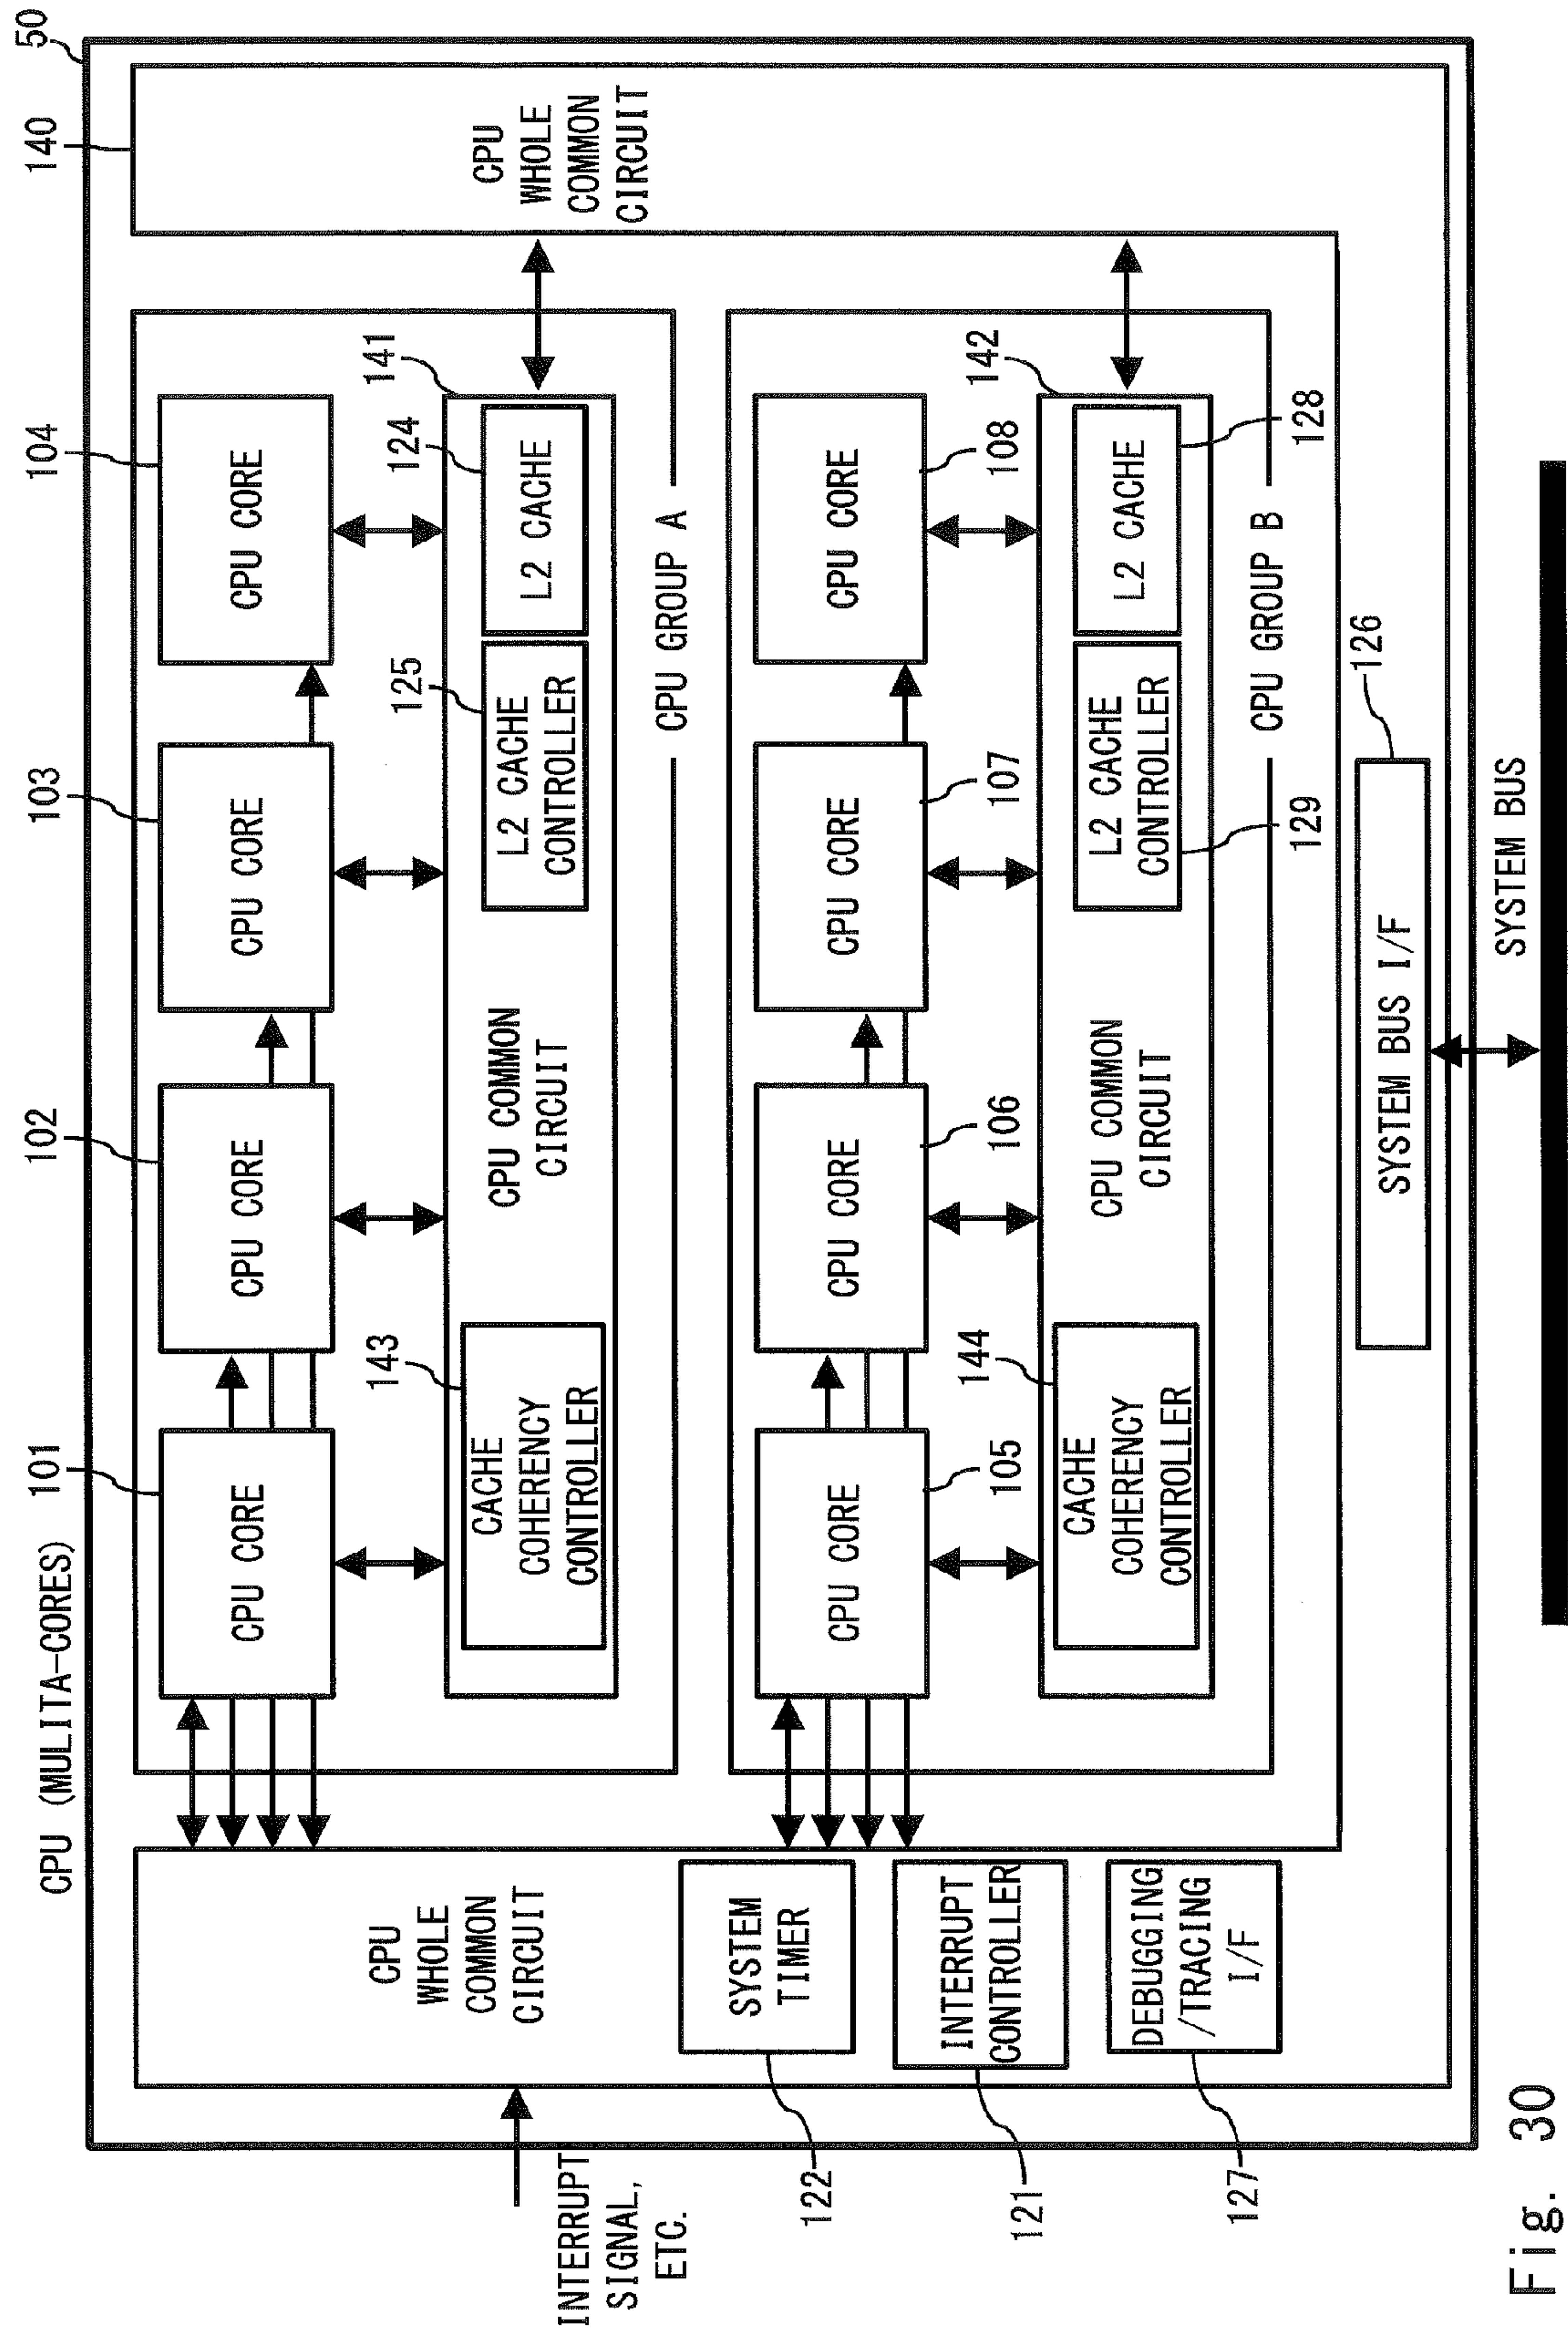 50
140
CPU (MULITA-CORES)
101
102
103
104
CPU
WHOLE
COMMON
CIRCUIT
CPU CORE
CPU CORE
CPU CORE
CPU CORE
CPU
WHOLE
COMMON
CIRCUIT
INTERRUPT
SIGNAL,
ETC.
143
125
124
141
CACHE
COHERENCY
CONTROLLER
CPU COMMON
CIRCUIT
L2 CACHE
CONTROLLER
L2 CACHE
CPU GROUP A
SYSTEM
TIMER
122
CPU CORE
CPU CORE
CPU CORE
CPU CORE
105
106
107
108
142
INTERRUPT
CONTROLLER
121
144
CACHE
COHERENCY
CONTROLLER
CPU COMMON
CIRCUIT
L2 CACHE
CONTROLLER
L2 CACHE
128
129
CPU GROUP B
DEBUGGING
/TRACING
I/F
127
126
SYSTEM BUS I/F
SYSTEM BUS
Fig. 30